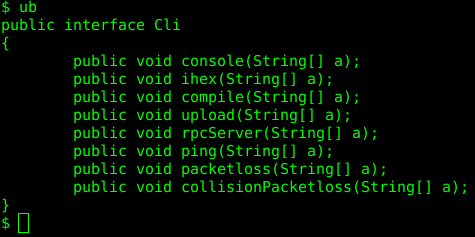 $ ub
public interface Cli
{
        public void console(String[] a);
        public void ihex(String[] a);
        public void compile(String[] a);
        public void upload(String[] a);
        public void rpcServer(String[] a);
        public void ping(String[] a);
        public void packetloss(String[] a);
        public void collisionPacketloss(String[] a);
}
$